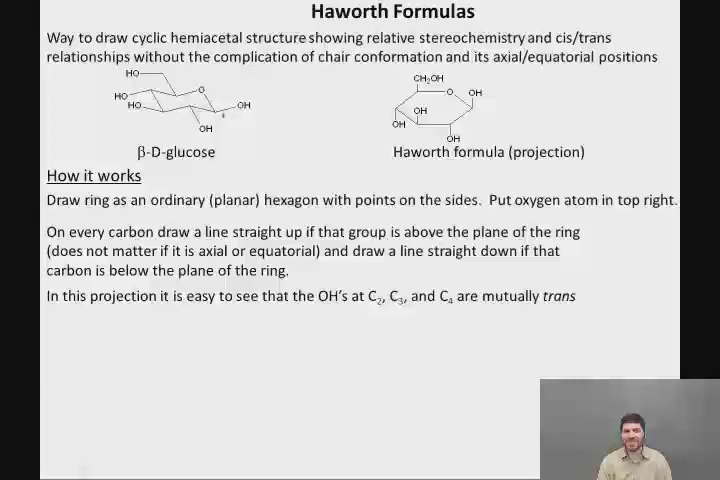 Haworth Formulas
Way to draw cyclic hemiacetal structure showing relative stereochemistry and cis/trans
relationships without the complication of chair conformation and its axial/equatorial positions
HO
O
HO
HO
OH
OH
CH₂OH
O
OH
OH
OH
OH
β-D-glucose
Haworth formula (projection)
How it works
Draw ring as an ordinary (planar) hexagon with points on the sides. Put oxygen atom in top right.
On every carbon draw a line straight up if that group is above the plane of the ring
(does not matter if it is axial or equatorial) and draw a line straight down if that
carbon is below the plane of the ring.
In this projection it is easy to see that the OH's at C₂, C₃, and C₄ are mutually trans